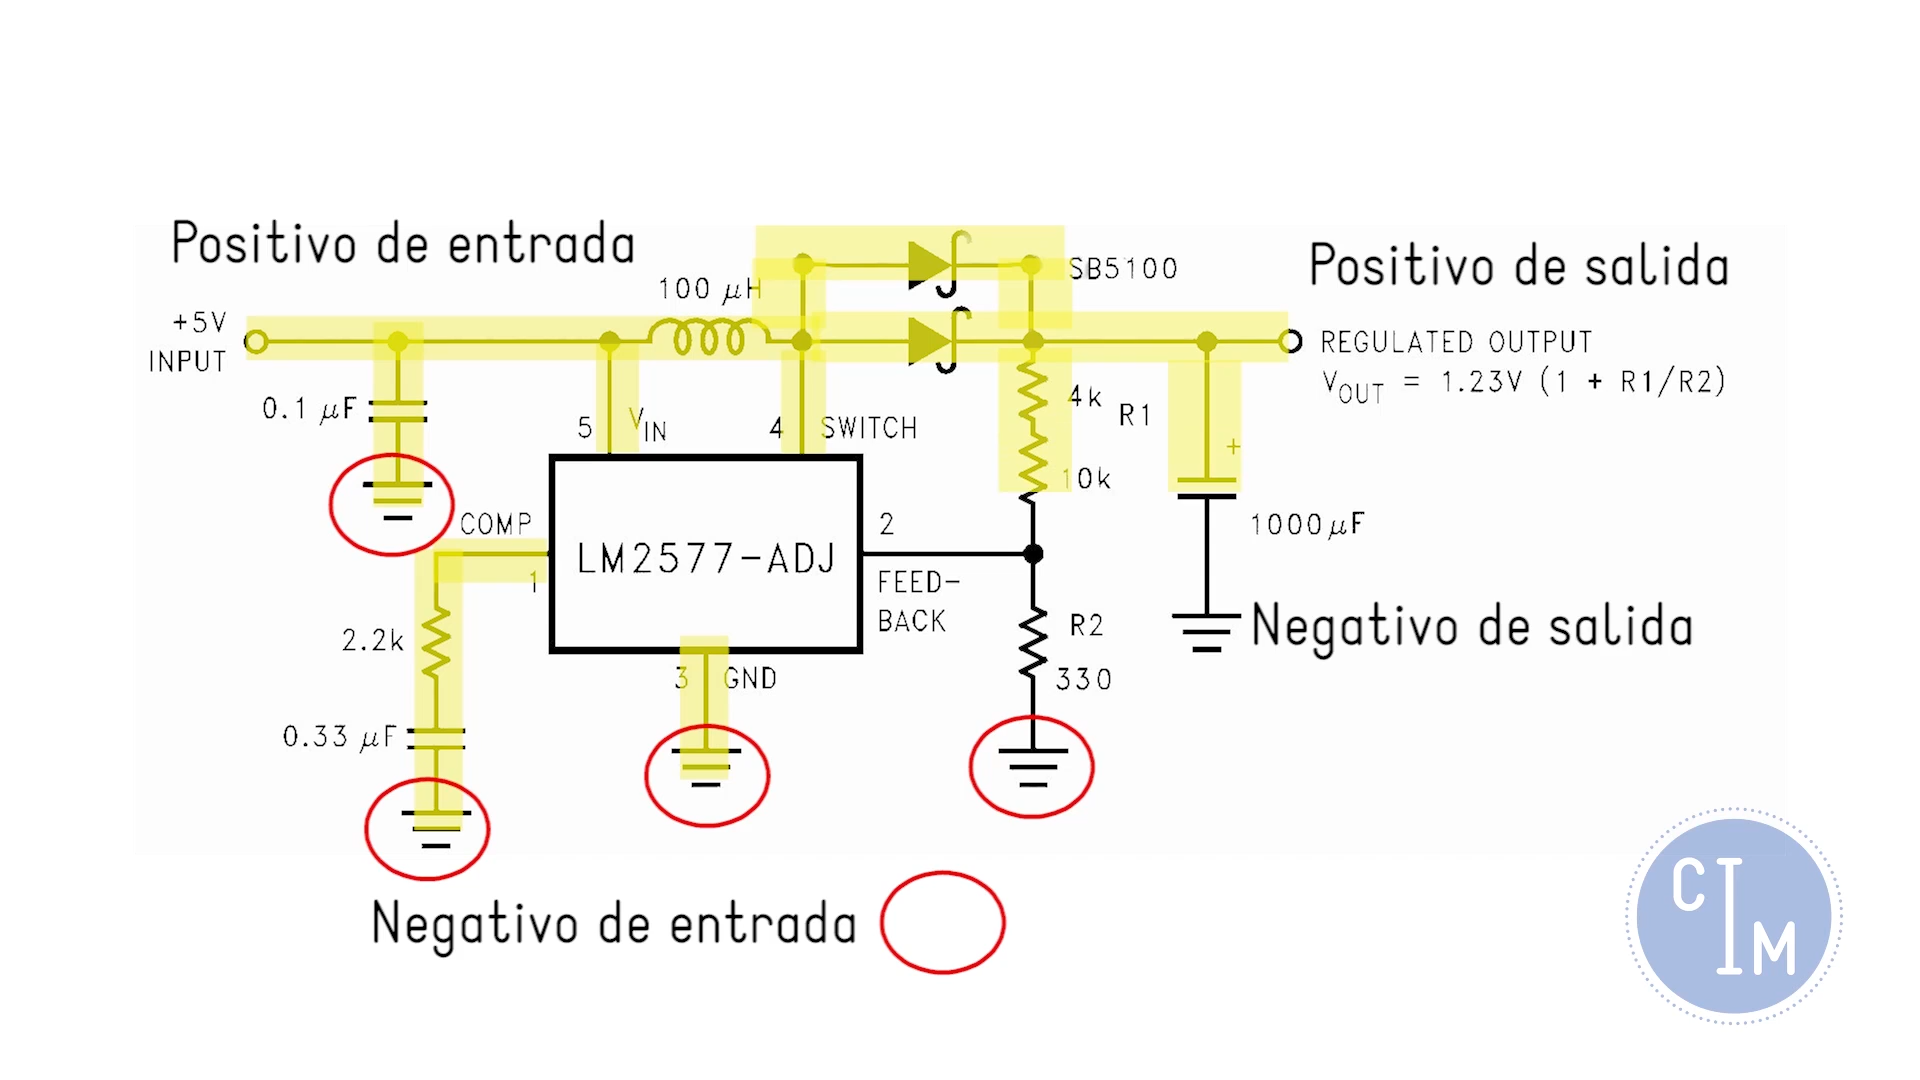 Positivo de entrada
SB5100
Positivo de salida
100 μH
+5V
INPUT
REGULATED OUTPUT
VOUT = 1.23V (1 + R1/R2)
0.1 μF
5 VIN
4 SWITCH
4k
R1
10k
+
COMP
1
LM2577-ADJ
2
FEED-
BACK
1000μF
2.2k
R2
330
Negativo de salida
3 GND
0.33 μF
Negativo de entrada
CIM